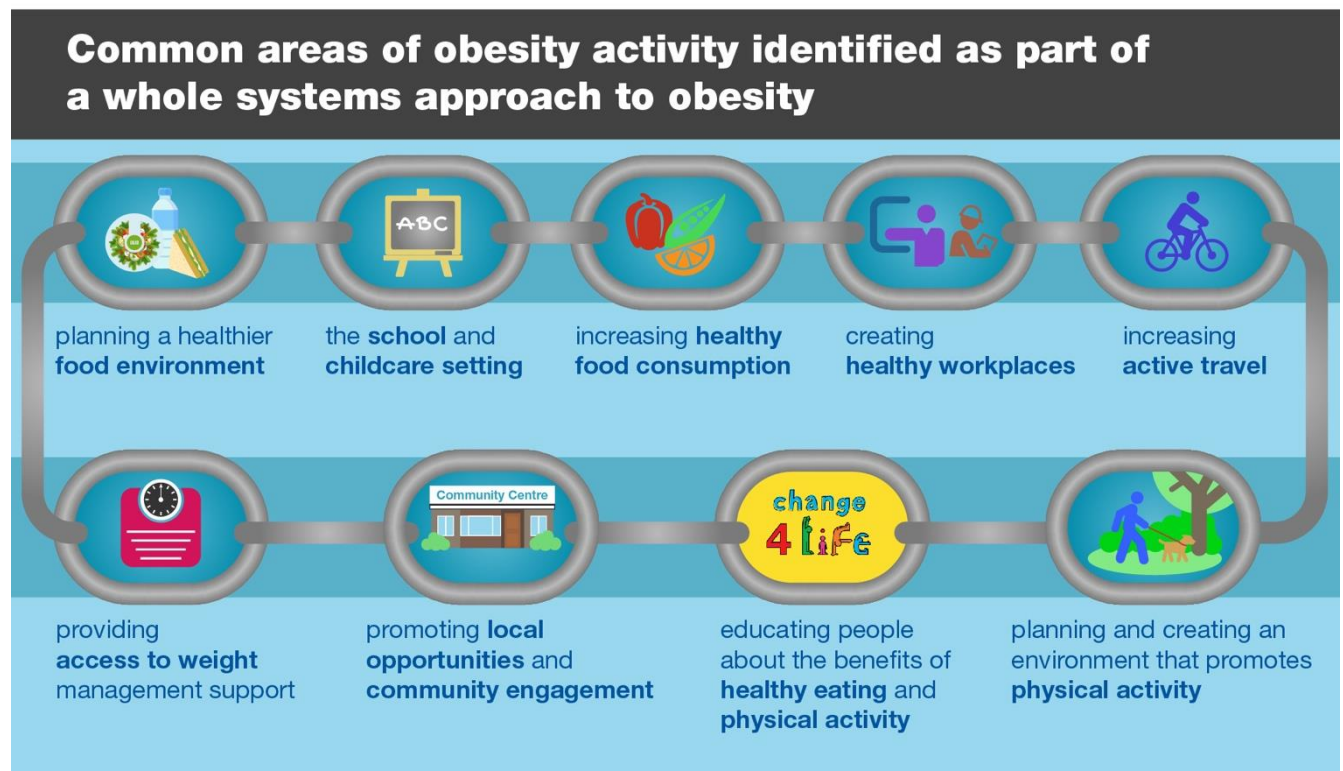 Common areas of obesity activity identified as part of
a whole systems approach to obesity
ABC
planning a healthier
food environment
the school and
childcare setting
increasing healthy
food consumption
creating
healthy workplaces
increasing
active travel
Community Centre
change
4 LiFE
providing
access to weight
management support
promoting local
opportunities and
community engagement
educating people
about the benefits of
healthy eating and
physical activity
planning and creating an
environment that promotes
physical activity